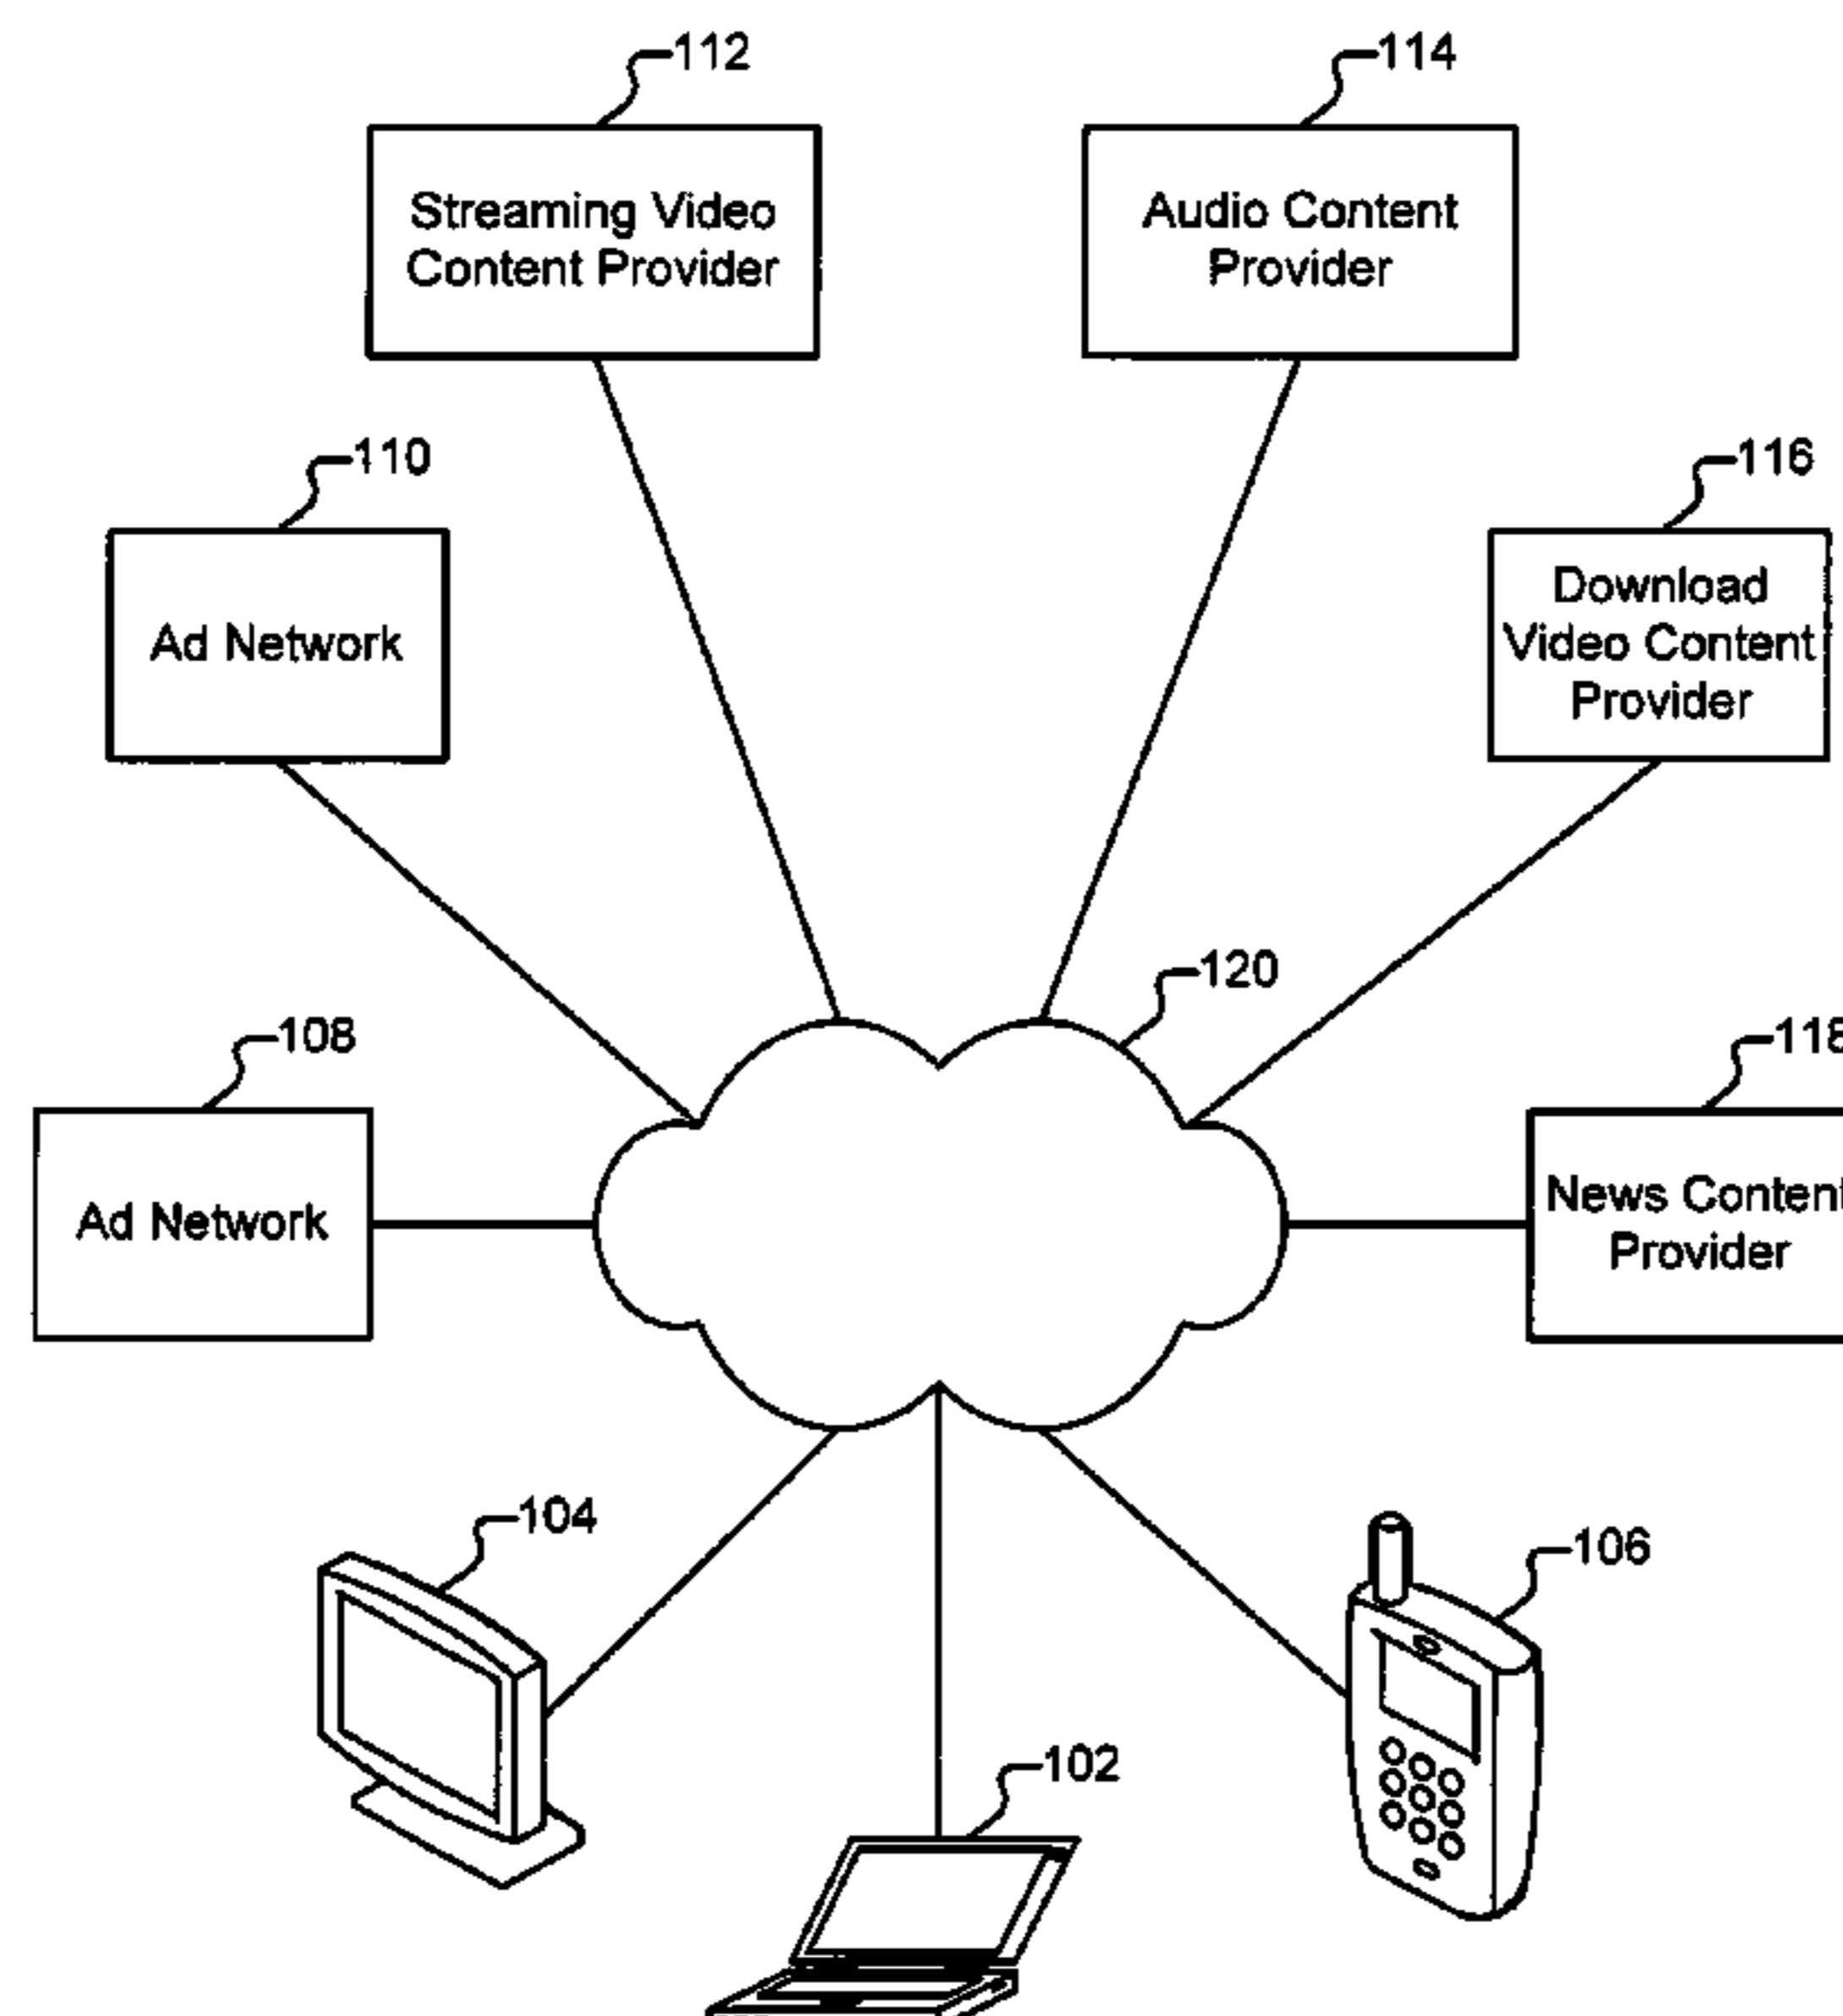 112
114
Streaming Video
Content Provider
Audio Content
Provider
110
116
Ad Network
Download
Video Content
Provider
120
108
118
Ad Network
News Content
Provider
104
106
102